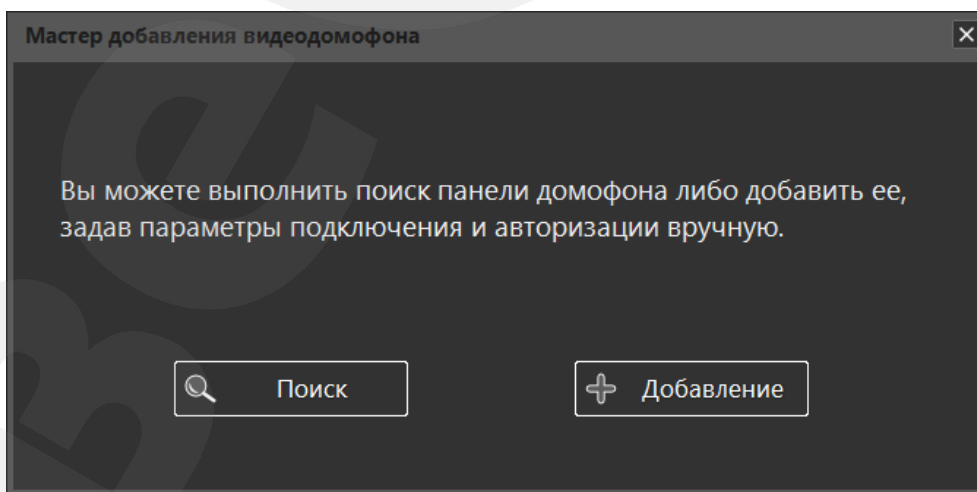 Мастер добавления видеодомофона
Вы можете выполнить поиск панели домофона либо добавить ее,
задав параметры подключения и авторизации вручную.
Поиск
Добавление